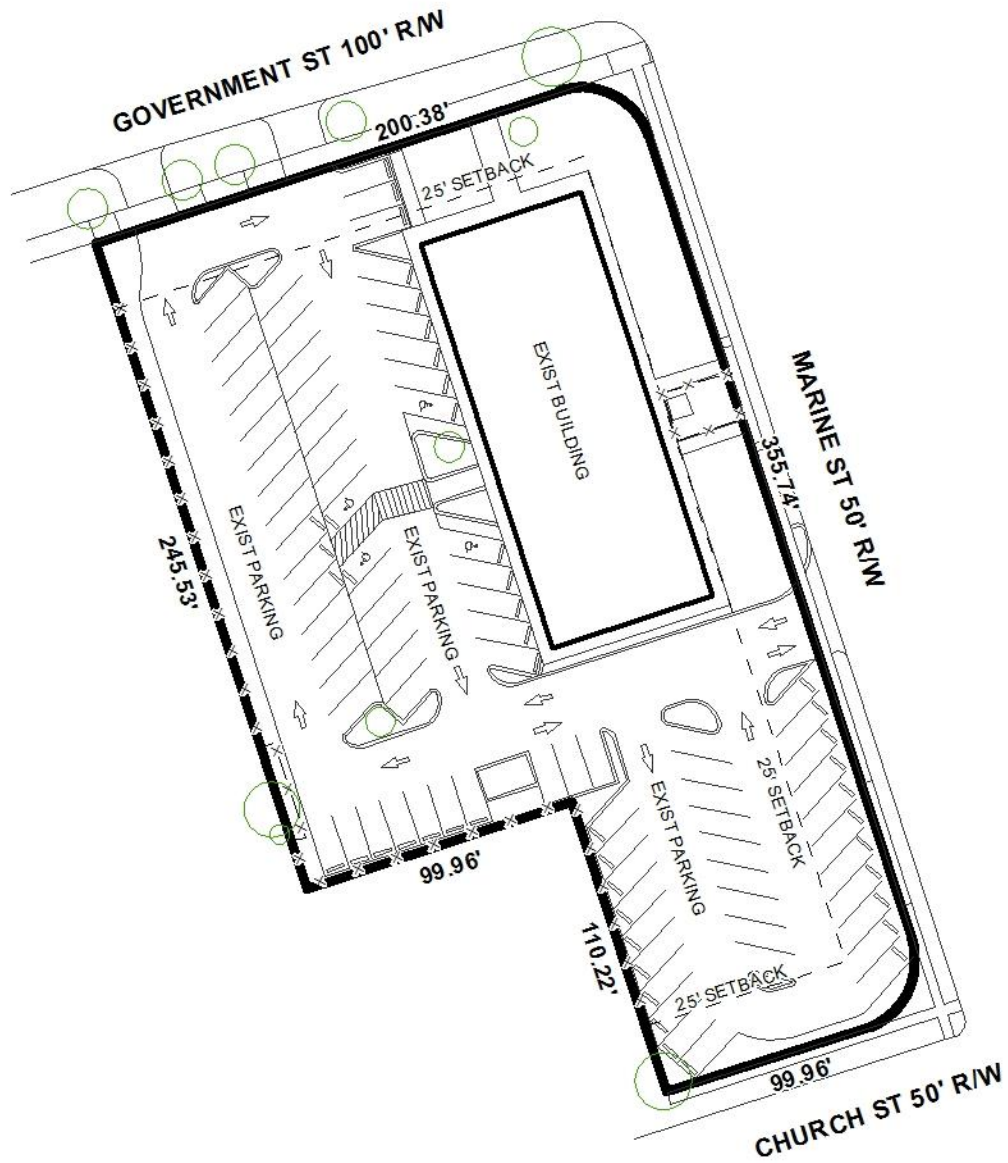 GOVERNMENT ST 100' R/W
200.38'
25' SETBACK
EXIST BUILDING
MARINE ST 50' R/W
355.74'
EXIST PARKING
245.53'
EXIST PARKING
25' SETBACK
EXIST PARKING
99.96'
110.22'
25' SETBACK
99.96'
CHURCH ST 50' R/W